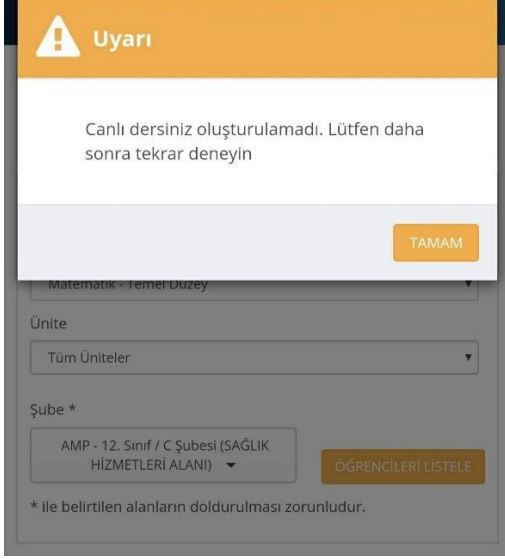 Uyarı
Canlı dersiniz oluşturulamadı. Lütfen daha
sonra tekrar deneyin
TAMAM
Matematik - Temel Düzey
Ünite
Tüm Üniteler
Şube *
AMP - 12. Sınıf / C Şubesi (SAĞLIK
HİZMETLERİ ALANI)
ÖĞRENCİLERİ LİSTELE
* ile belirtilen alanların doldurulması zorunludur.